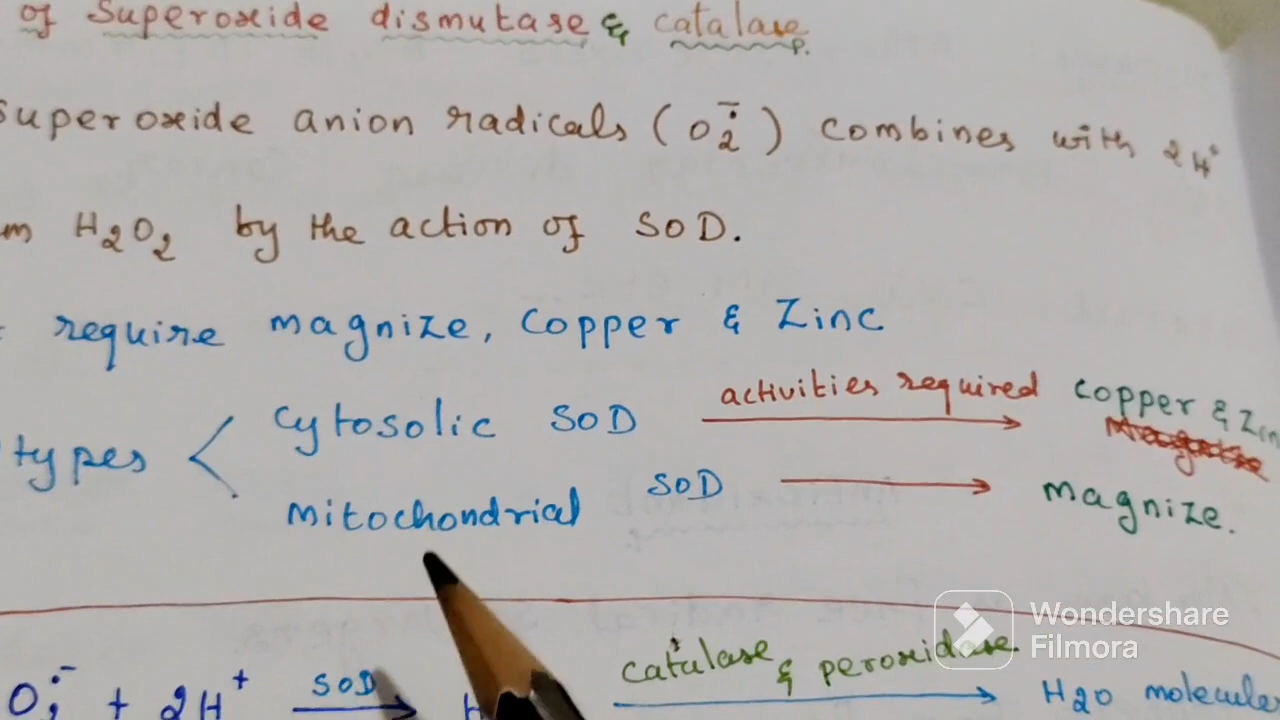 of Superoxide dismutase & catalase
Superoxide anion radicals (O2∸) combines with 2H+
m H2O2 by the action of SOD.
require magnize, Copper & Zinc
types < Cytosolic SOD activities required → copper & Zin
mitochondrial SOD → magnize.
O2∸ + 2H+ SOD → H catalase & peroxidase → H2O molecules
Wondershare
Filmora